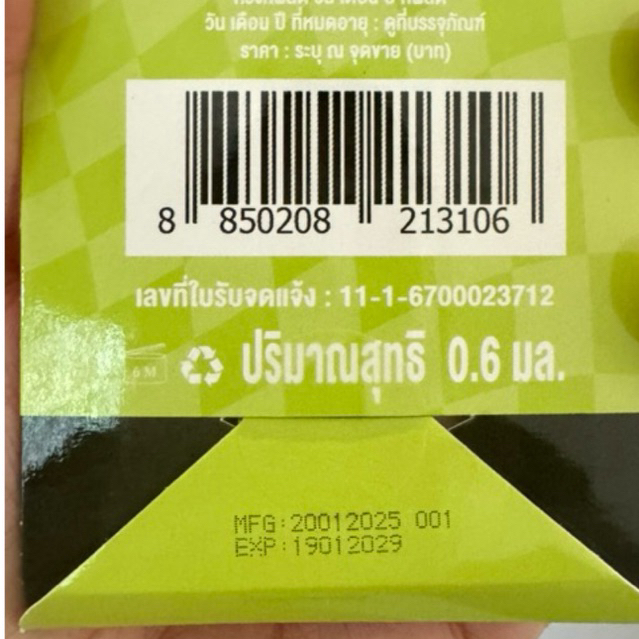 วัน เดือน ปี ที่หมดอายุ : ดูที่บรรจุภัณฑ์
ราคา : ระบุ ณ จุดขาย (บาท)
8 850208 213106
เลขที่ใบรับจดแจ้ง : 11-1-6700023712
6 M
ปริมาณสุทธิ 0.6 มล.
MFG:20012025 001
EXP:19012029